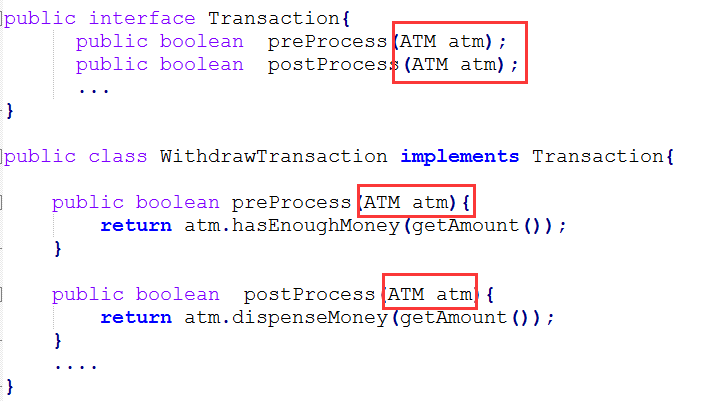 public interface Transaction{
public boolean preProcess(ATM atm);
public boolean postProcess(ATM atm);
...
}
public class WithdrawTransaction implements Transaction{
public boolean preProcess(ATM atm){
return atm.hasEnoughMoney(getAmount());
}
public boolean postProcess(ATM atm){
return atm.dispenseMoney(getAmount());
}
....
}